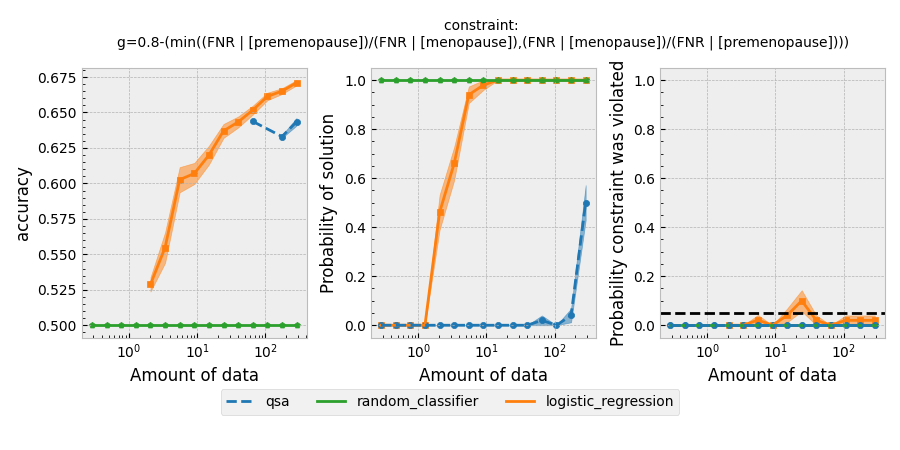 constraint:
g=0.8-(min((FNR | [premenopause])/(FNR | [menopause]),(FNR | [menopause])/(FNR | [premenopause])))
accuracy
0.675
0.650
0.625
0.600
0.575
0.550
0.525
0.500
10⁰ 10¹ 10²
Amount of data
Probability of solution
1.0
0.8
0.6
0.4
0.2
0.0
10⁰ 10¹ 10²
Amount of data
Probability constraint was violated
1.0
0.8
0.6
0.4
0.2
0.0
10⁰ 10¹ 10²
Amount of data
qsa random_classifier logistic_regression